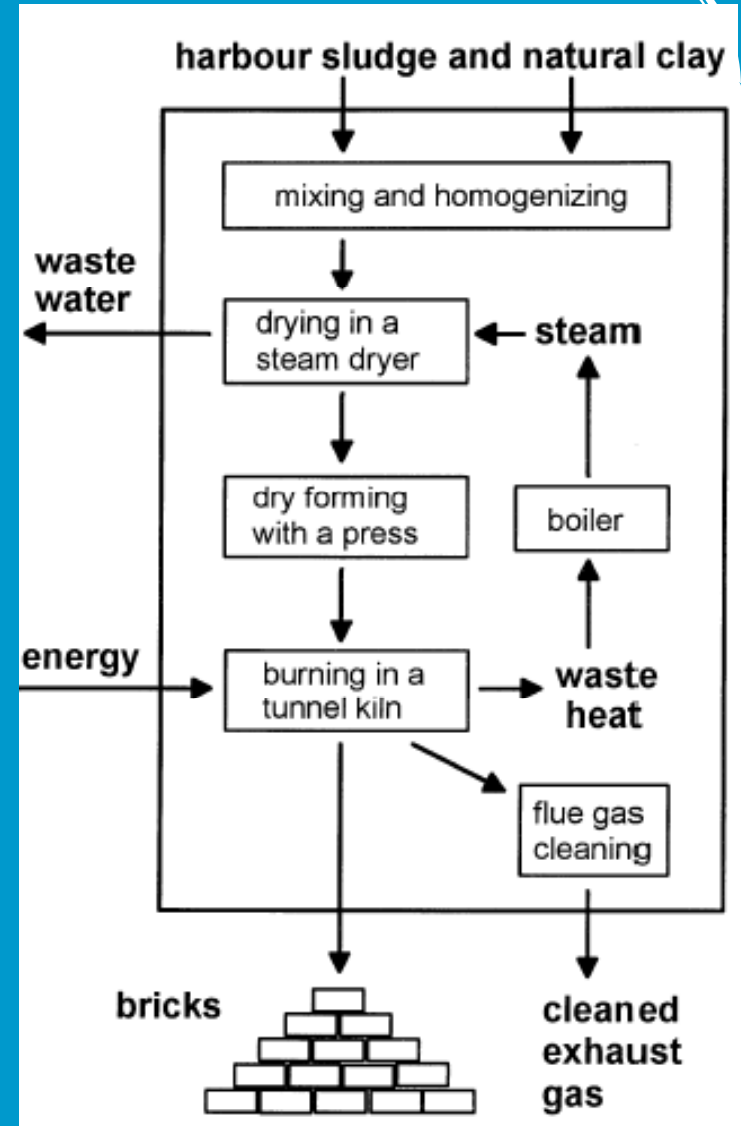 harbour sludge and natural clay
mixing and homogenizing
waste
water
drying in a
steam dryer
steam
dry forming
with a press
boiler
energy
burning in a
tunnel kiln
waste
heat
flue gas
cleaning
bricks
cleaned
exhaust
gas